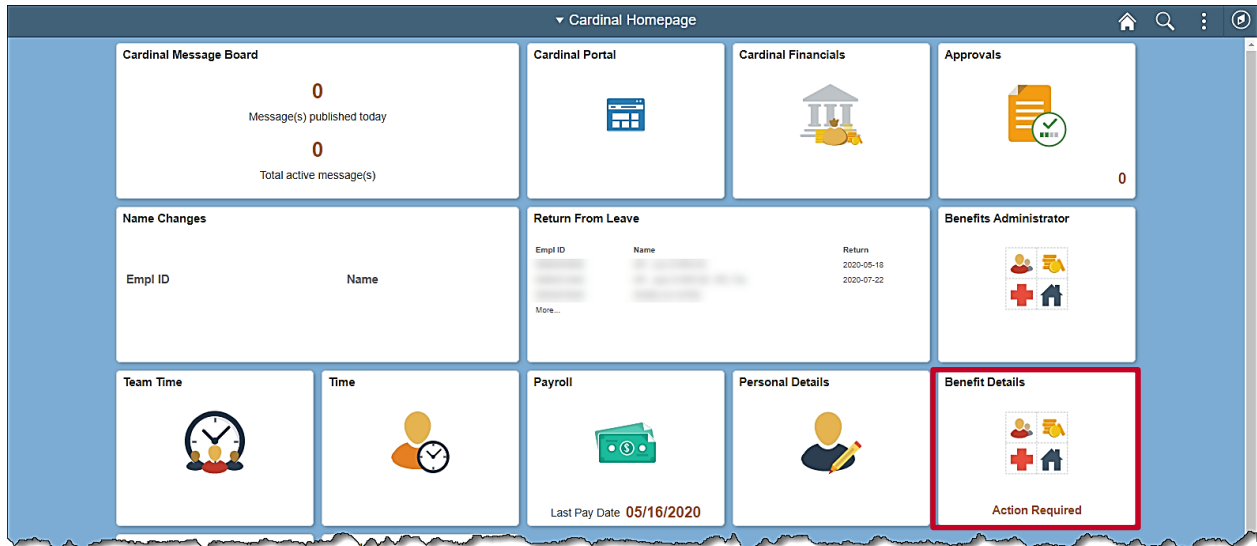 Cardinal Homepage
Cardinal Message Board
0
Message(s) published today
0
Total active message(s)
Cardinal Portal
Cardinal Financials
Approvals
0
Name Changes
Empl ID Name
Return From Leave
Empl ID Name Return
2020-05-18
2020-07-22
More...
Benefits Administrator
Team Time
Time
Payroll
Last Pay Date 05/16/2020
Personal Details
Benefit Details
Action Required